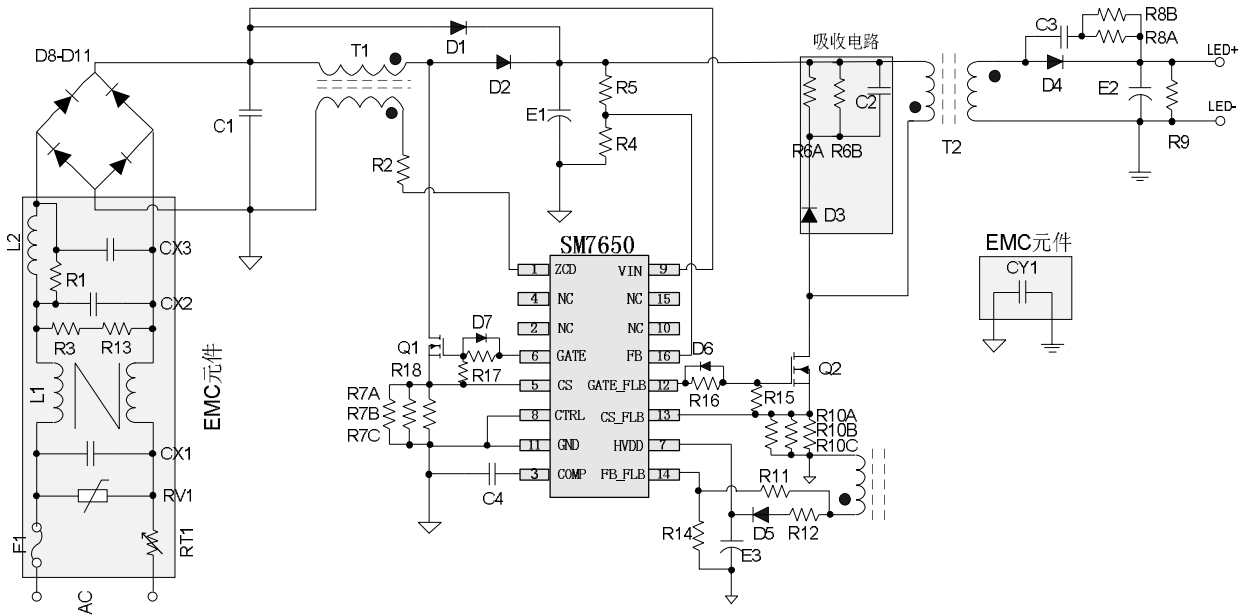 D8-D11
L2
CX3
R1
CX2
R3
R13
L1
EMC元件
CX1
RV1
F1
RT1
AC
C1
D1
T1
D2
R2
E1
R5
R4
吸收电路
R6A
R6B
C2
D3
T2
C3
R8B
R8A
D4
E2
R9
LED+
LED-
EMC元件
CY1
SM7650
1 ZCD
4 NC
2 NC
6 GATE
5 CS
8 CTRL
11 GND
3 COMP
VIN 9
NC 15
NC 10
FB 16
GATE_FLB 12
CS_FLB 13
HVDD 7
FB_FLB 14
Q1
D7
R17
R18
R7A
R7B
R7C
C4
D6
R16
Q2
R15
R10A
R10B
R10C
R11
R12
D5
R14
E3